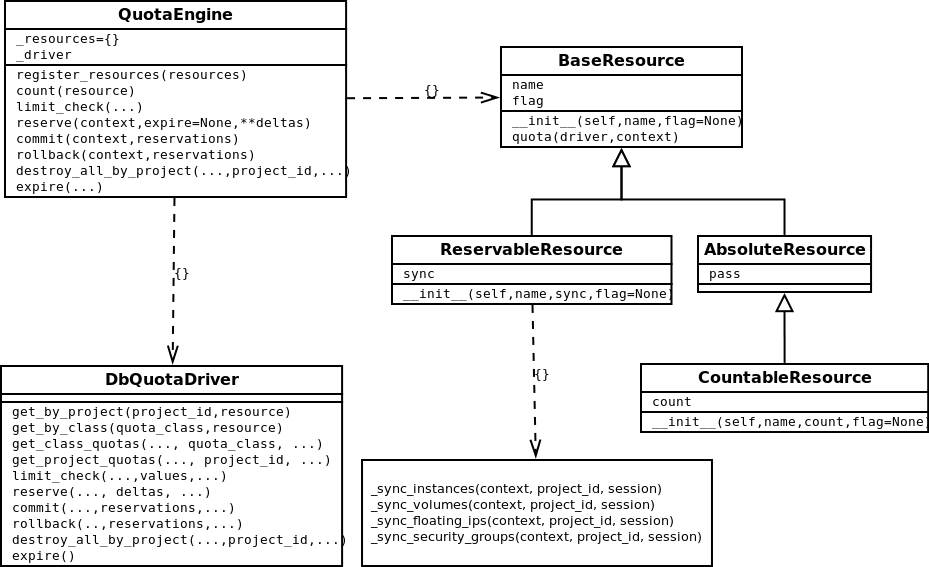 QuotaEngine
_resources={}
_driver
register_resources(resources)
count(resource)
limit_check(...)
reserve(context,expire=None,**deltas)
commit(context,reservations)
rollback(context,reservations)
destroy_all_by_project(...,project_id,...)
expire(...)
{}
BaseResource
name
flag
__init__(self,name,flag=None)
quota(driver,context)
{}
ReservableResource
sync
__init__(self,name,sync,flag=None)
AbsoluteResource
pass
{}
CountableResource
count
__init__(self,name,count,flag=None)
DbQuotaDriver
get_by_project(project_id,resource)
get_by_class(quota_class,resource)
get_class_quotas(..., quota_class, ...)
get_project_quotas(..., project_id, ...)
limit_check(...,values,...)
reserve(..., deltas, ...)
commit(...,reservations,...)
rollback(..,reservations,...)
destroy_all_by_project(...,project_id,...)
expire()
_sync_instances(context, project_id, session)
_sync_volumes(context, project_id, session)
_sync_floating_ips(context, project_id, session)
_sync_security_groups(context, project_id, session)